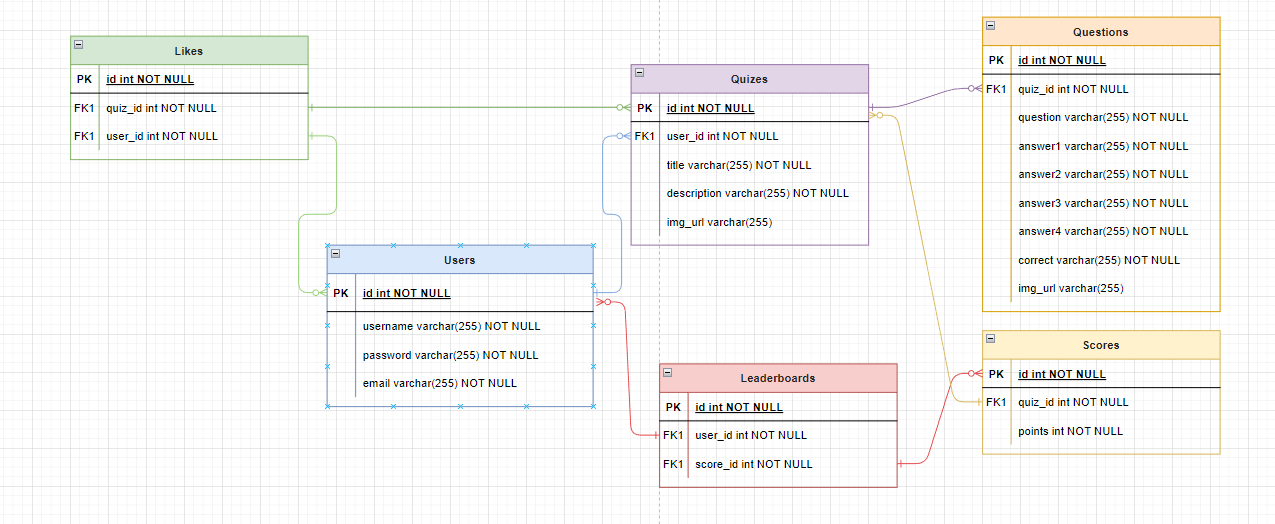 Likes
PK id int NOT NULL
FK1 quiz_id int NOT NULL
FK1 user_id int NOT NULL
Quizes
PK id int NOT NULL
FK1 user_id int NOT NULL
title varchar(255) NOT NULL
description varchar(255) NOT NULL
img_url varchar(255)
Questions
PK id int NOT NULL
FK1 quiz_id int NOT NULL
question varchar(255) NOT NULL
answer1 varchar(255) NOT NULL
answer2 varchar(255) NOT NULL
answer3 varchar(255) NOT NULL
answer4 varchar(255) NOT NULL
correct varchar(255) NOT NULL
img_url varchar(255)
Users
PK id int NOT NULL
username varchar(255) NOT NULL
password varchar(255) NOT NULL
email varchar(255) NOT NULL
Leaderboards
PK id int NOT NULL
FK1 user_id int NOT NULL
FK1 score_id int NOT NULL
Scores
PK id int NOT NULL
FK1 quiz_id int NOT NULL
points int NOT NULL